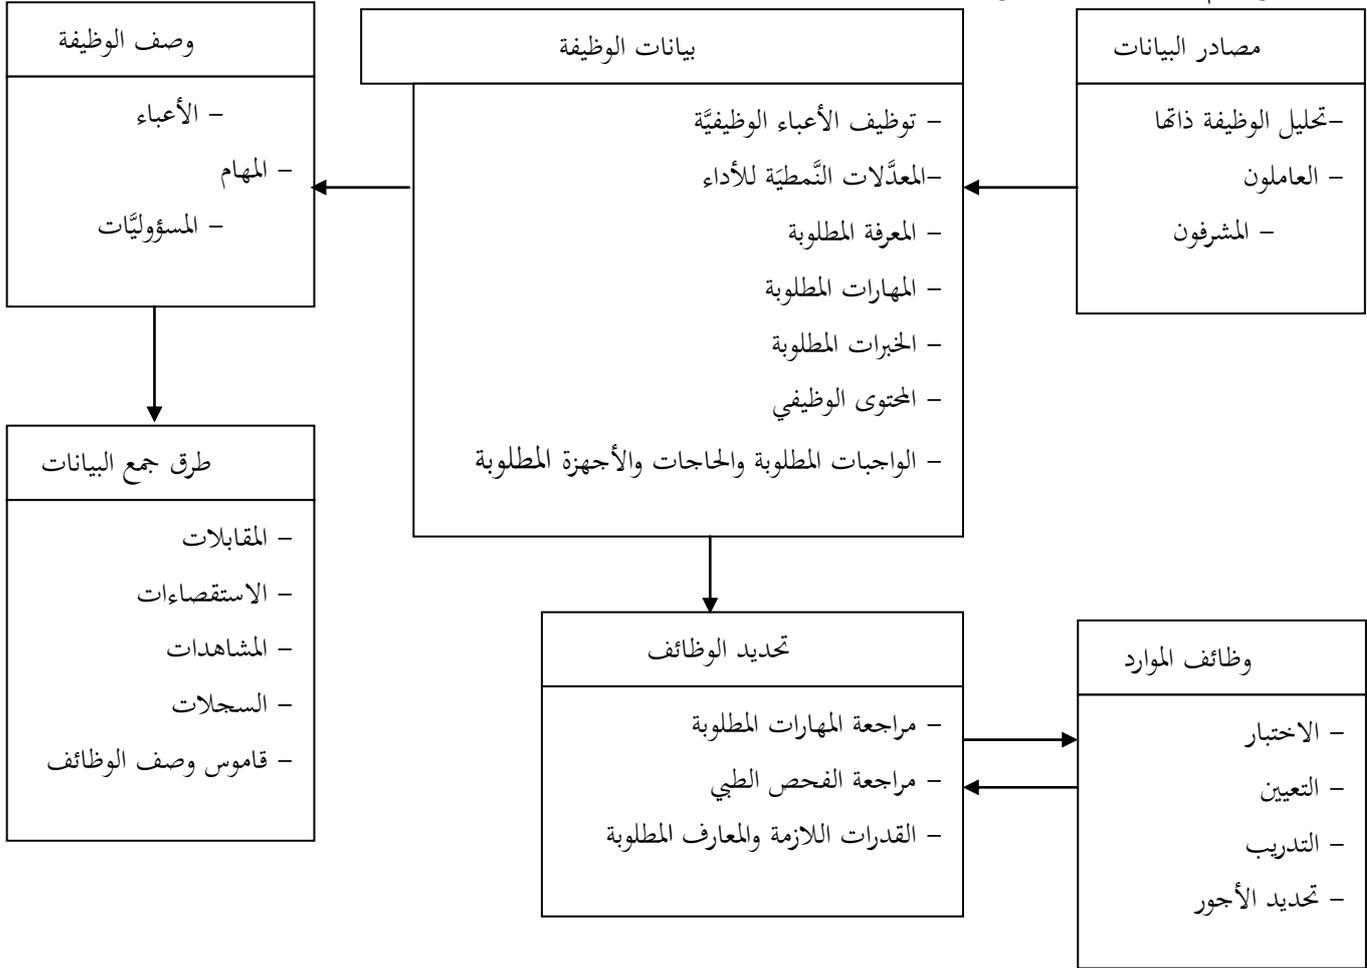 مصادر البيانات
–تحليل الوظيفة ذاتها
– العاملون
– المشرفون
بيانات الوظيفة
– توظيف الأعباء الوظيفيَّة
–المعدَّلات النَّمطيَة للأداء
– المعرفة المطلوبة
– المهارات المطلوبة
– الخبرات المطلوبة
– المحتوى الوظيفي
– الواجبات المطلوبة والحاجات والأجهزة المطلوبة
وصف الوظيفة
– الأعباء
– المهام
– المسؤوليَّات
طرق جمع البيانات
– المقابلات
– الاستقصاءات
– المشاهدات
– السجلات
– قاموس وصف الوظائف
تحديد الوظائف
– مراجعة المهارات المطلوبة
– مراجعة الفحص الطبي
– القدرات اللازمة والمعارف المطلوبة
وظائف الموارد
– الاختبار
– التعيين
– التدريب
– تحديد الأجور